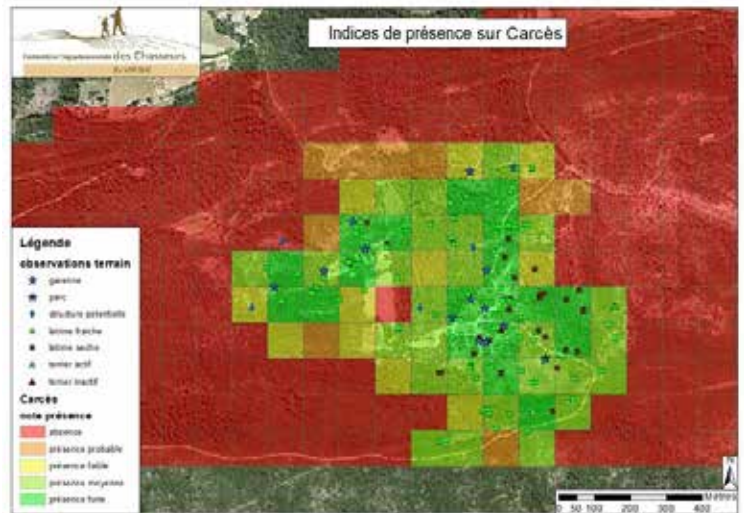 Indices de présence sur Carcès
des Chasseurs
Légende
observations terrain
garenne
parc
structure potentielle
latrine fraîche
latrine sèche
terrier actif
terrier inactif
Carcès
note présence
absence
présence probable
présence faible
présence moyenne
présence forte
Mètres
0 50 100 200 300 400